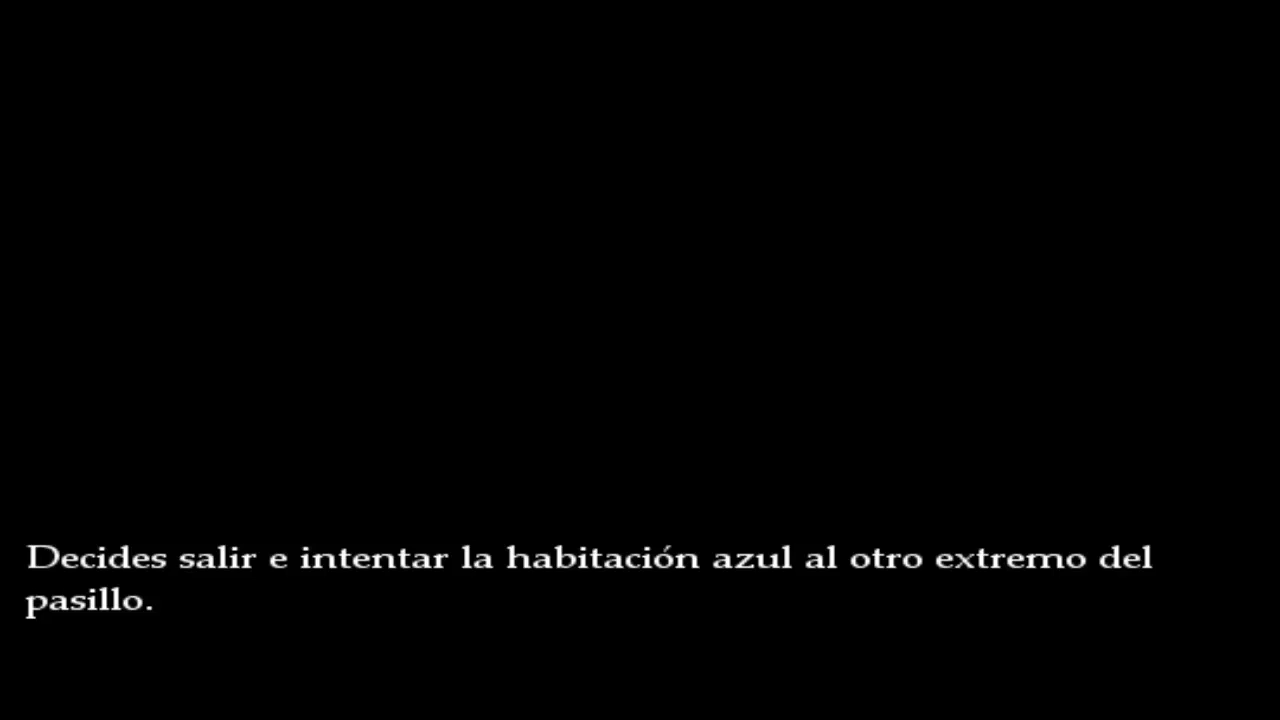 Decides salir e intentar la habitación azul al otro extremo del
pasillo.